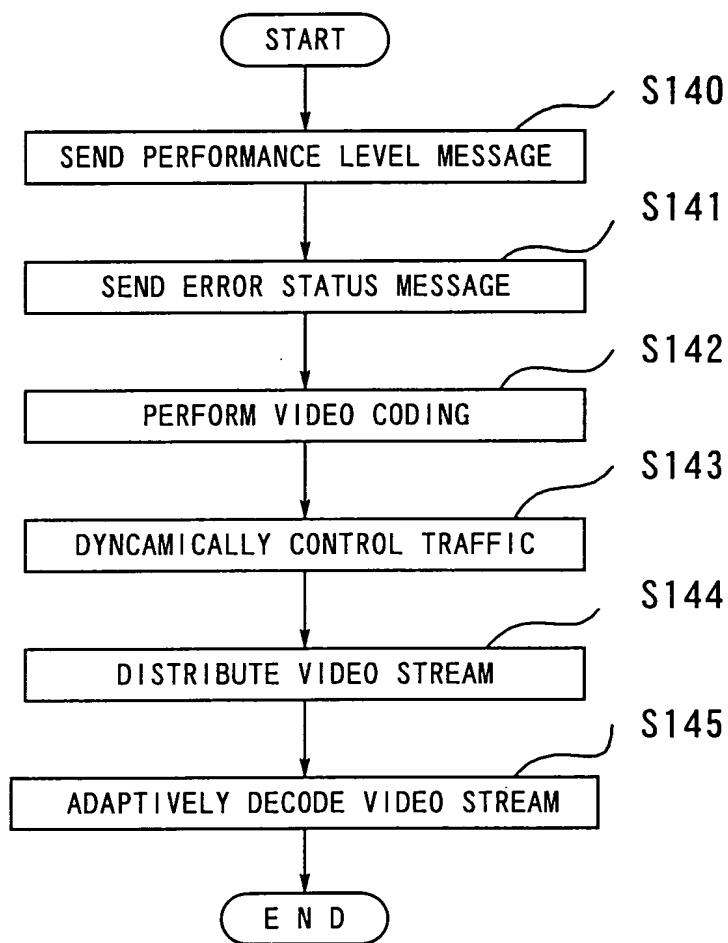 START
S140
SEND PERFORMANCE LEVEL MESSAGE
S141
SEND ERROR STATUS MESSAGE
S142
PERFORM VIDEO CODING
S143
DYNCAMICALLY CONTROL TRAFFIC
S144
DISTRIBUTE VIDEO STREAM
S145
ADAPTIVELY DECODE VIDEO STREAM
END